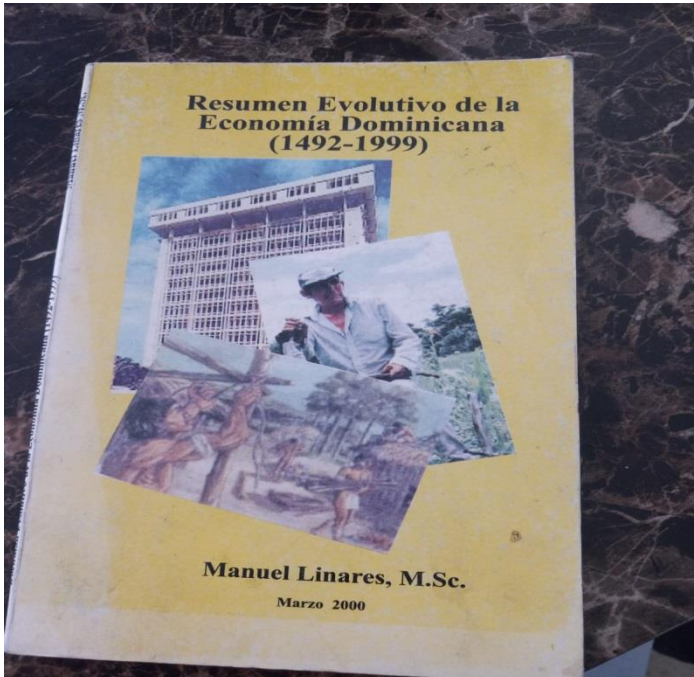 Resumen Evolutivo de la
Economía Dominicana
(1492-1999)
Manuel Linares, M.Sc.
Marzo 2000